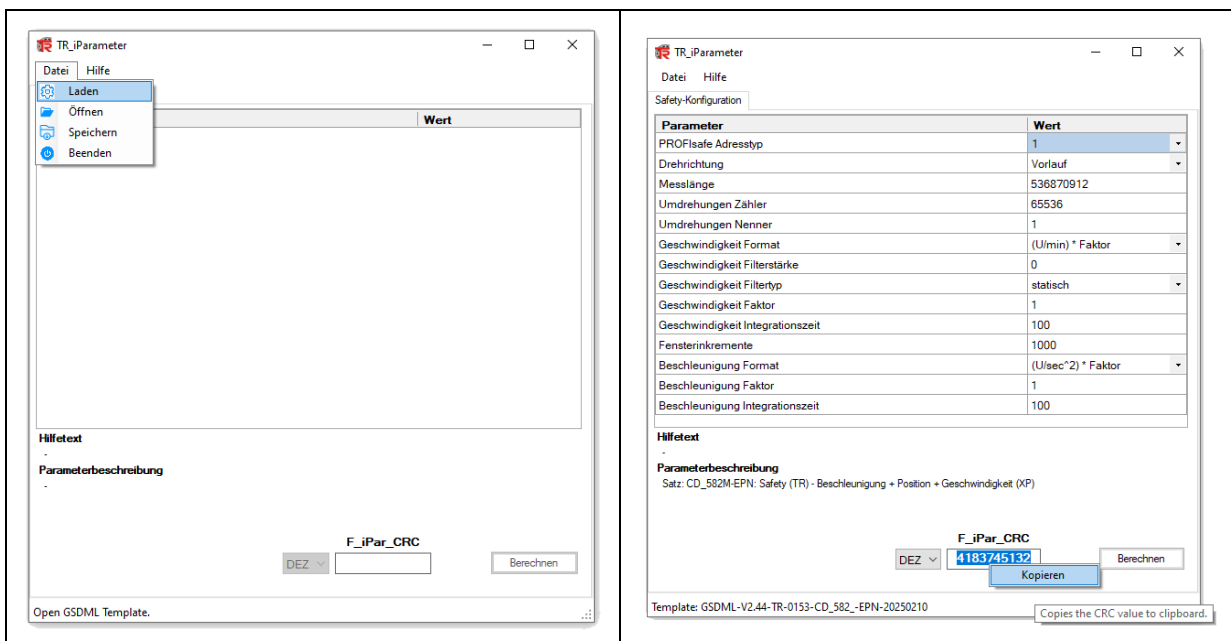 TR_iParameter
Datei Hilfe
Laden
Öffnen
Speichern
Beenden
Wert
Hilfetext
-
Parameterbeschreibung
-
F_iPar_CRC
DEZ Berechnen
Open GSDML Template.
TR_iParameter
Datei Hilfe
Safety-Konfiguration
Parameter Wert
PROFIsafe Adresstyp 1
Drehrichtung Vorlauf
Messlänge 536870912
Umdrehungen Zähler 65536
Umdrehungen Nenner 1
Geschwindigkeit Format (U/min) * Faktor
Geschwindigkeit Filterstärke 0
Geschwindigkeit Filtertyp statisch
Geschwindigkeit Faktor 1
Geschwindigkeit Integrationszeit 100
Fensterinkremente 1000
Beschleunigung Format (U/sec^2) * Faktor
Beschleunigung Faktor 1
Beschleunigung Integrationszeit 100
Hilfetext
-
Parameterbeschreibung
Satz: CD_582M-EPN: Safety (TR) - Beschleunigung + Position + Geschwindigkeit (XP)
F_iPar_CRC
DEZ 4183745132 Berechnen
Kopieren
Template: GSDML-V2.44-TR-0153-CD_582_-EPN-20250210
Copies the CRC value to clipboard.